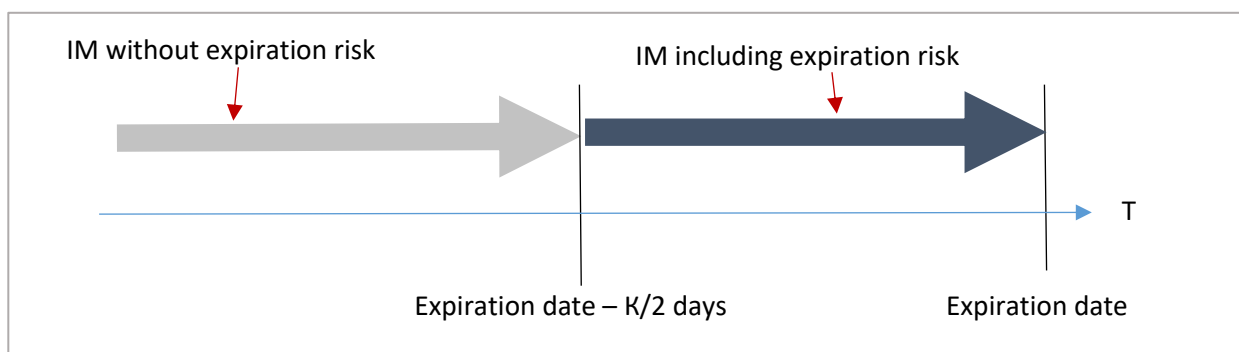 IM without expiration risk
IM including expiration risk
T
Expiration date – К/2 days
Expiration date